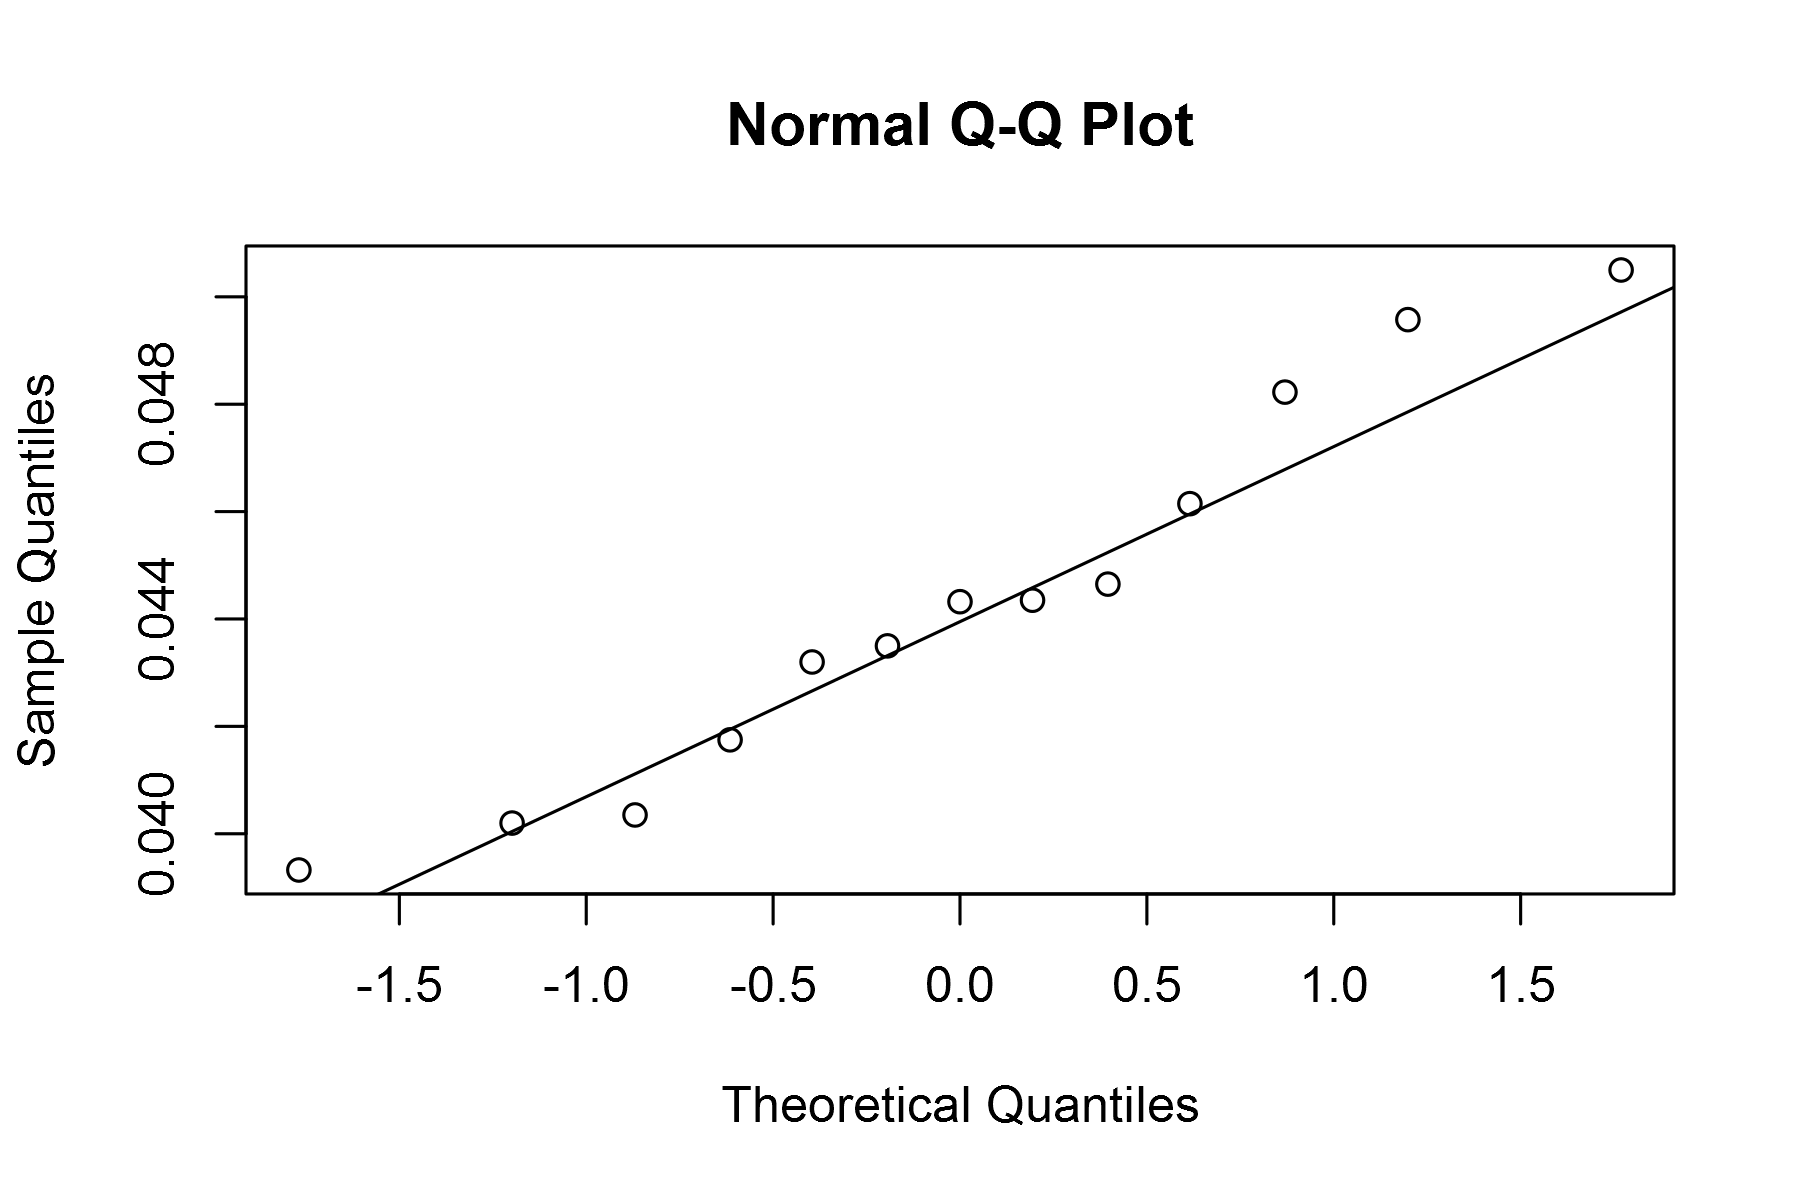 Normal Q-Q Plot
Sample Quantiles
0.048
0.044
0.040
-1.5 -1.0 -0.5 0.0 0.5 1.0 1.5
Theoretical Quantiles